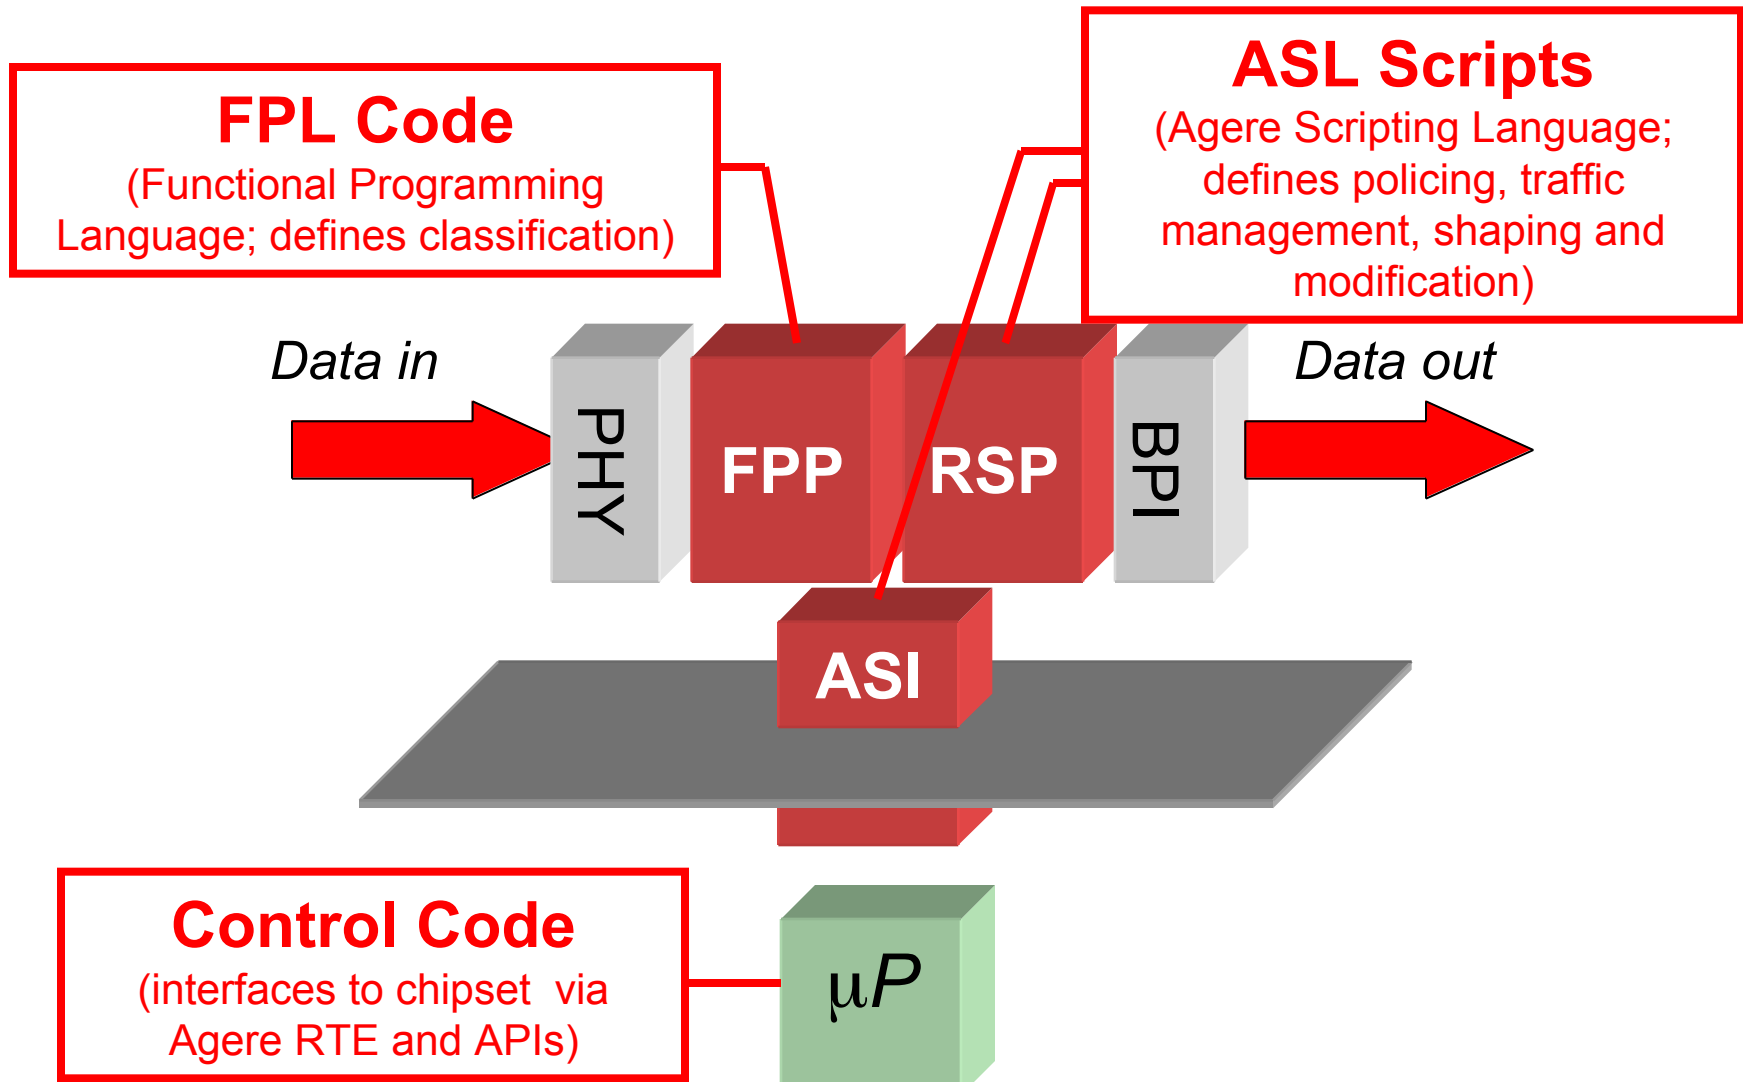 FPL Code
(Functional Programming
Language; defines classification)
ASL Scripts
(Agere Scripting Language;
defines policing, traffic
management, shaping and
modification)
Data in
Data out
PHY
FPP
RSP
BPI
ASI
Control Code
(interfaces to chipset  via
Agere RTE and APIs)
μP